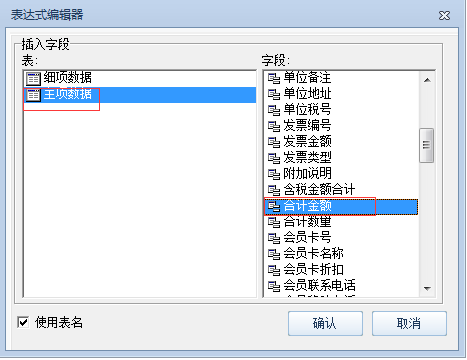 表达式编辑器
插入字段
表:
字段:
细项数据
主项数据
单位备注
单位地址
单位税号
发票编号
发票金额
发票类型
附加说明
含税金额合计
合计金额
合计数量
会员卡号
会员卡名称
会员卡折扣
会员联系电话
使用表名
确认
取消